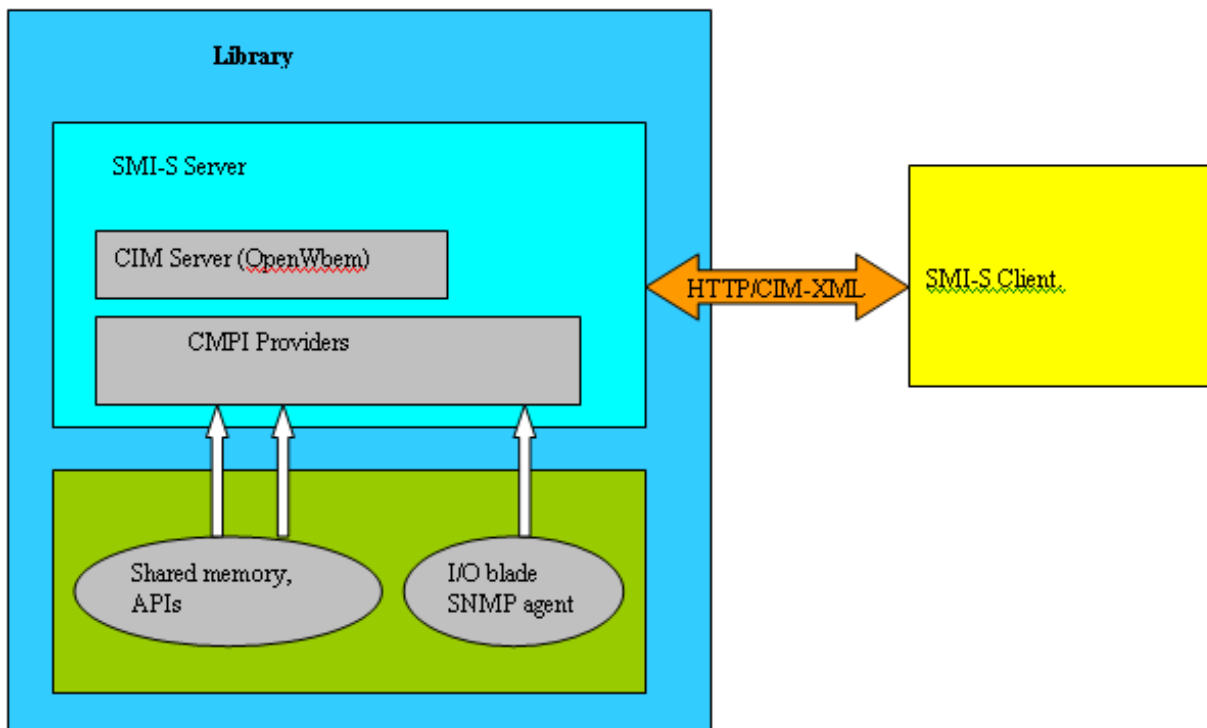 Library
SMI-S Server
CIM Server (OpenWbem)
CMPI Providers
HTTP/CIM-XML
SMI-S Client.
Shared memory,
APIs
I/O blade
SNMP agent